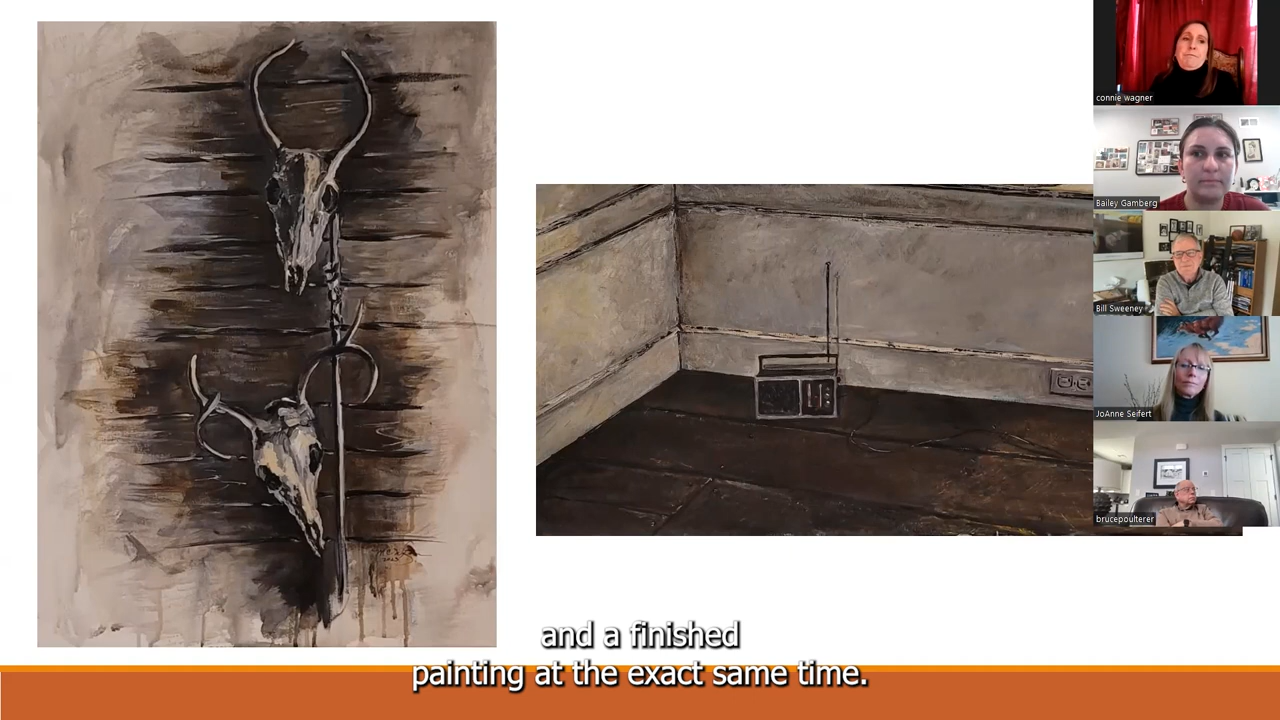 connie wagner
Bailey Gamberg
Bill Sweeney
JoAnne Seifert
brucepoulterer
and a finished
painting at the exact same time.